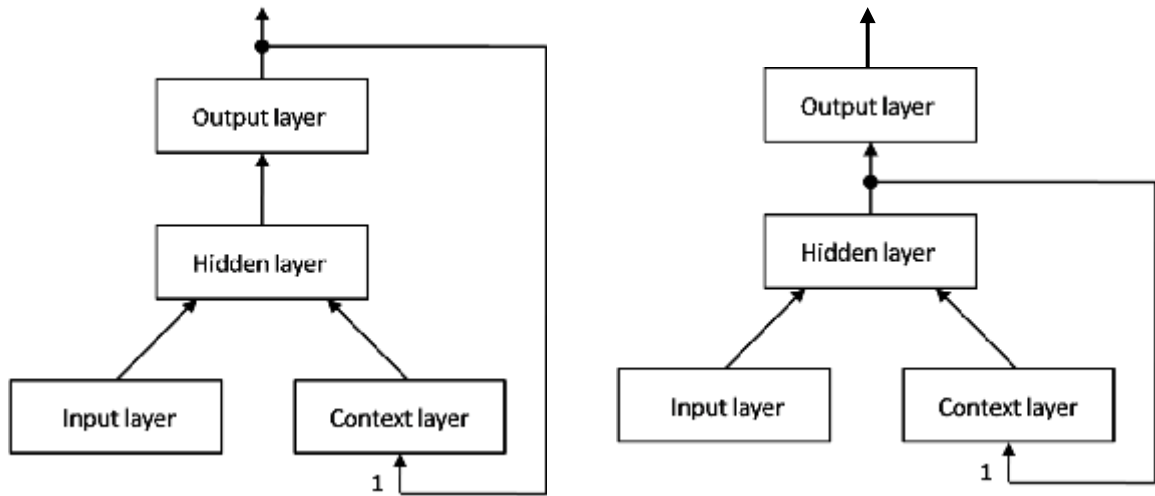 Output layer
Hidden layer
Input layer
Context layer
1
Output layer
Hidden layer
Input layer
Context layer
1